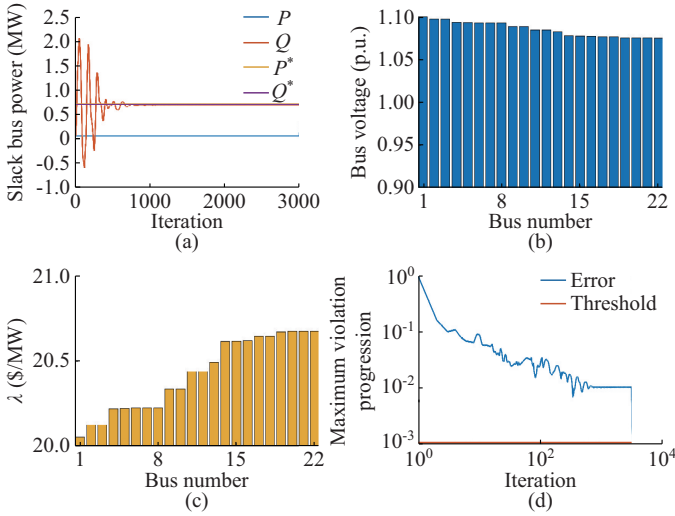 Slack bus power (MW)
2.5
2.0
1.5
1.0
0.5
0
0.5
-1.0
0
1000
2000
3000
Iteration
(a)
P
Q
P*
Q*
Bus voltage (p.u.)
1.10
1.05
1.00
0.95
0.90
1
8
15
22
Bus number
(b)
λ ($/MW)
21.0
20.5
20.0
1
8
15
22
Bus number
(c)
Maximum violation
progression
10^0
10^-1
10^-2
10^-3
10^0
10^2
10^4
Iteration
(d)
Error
Threshold